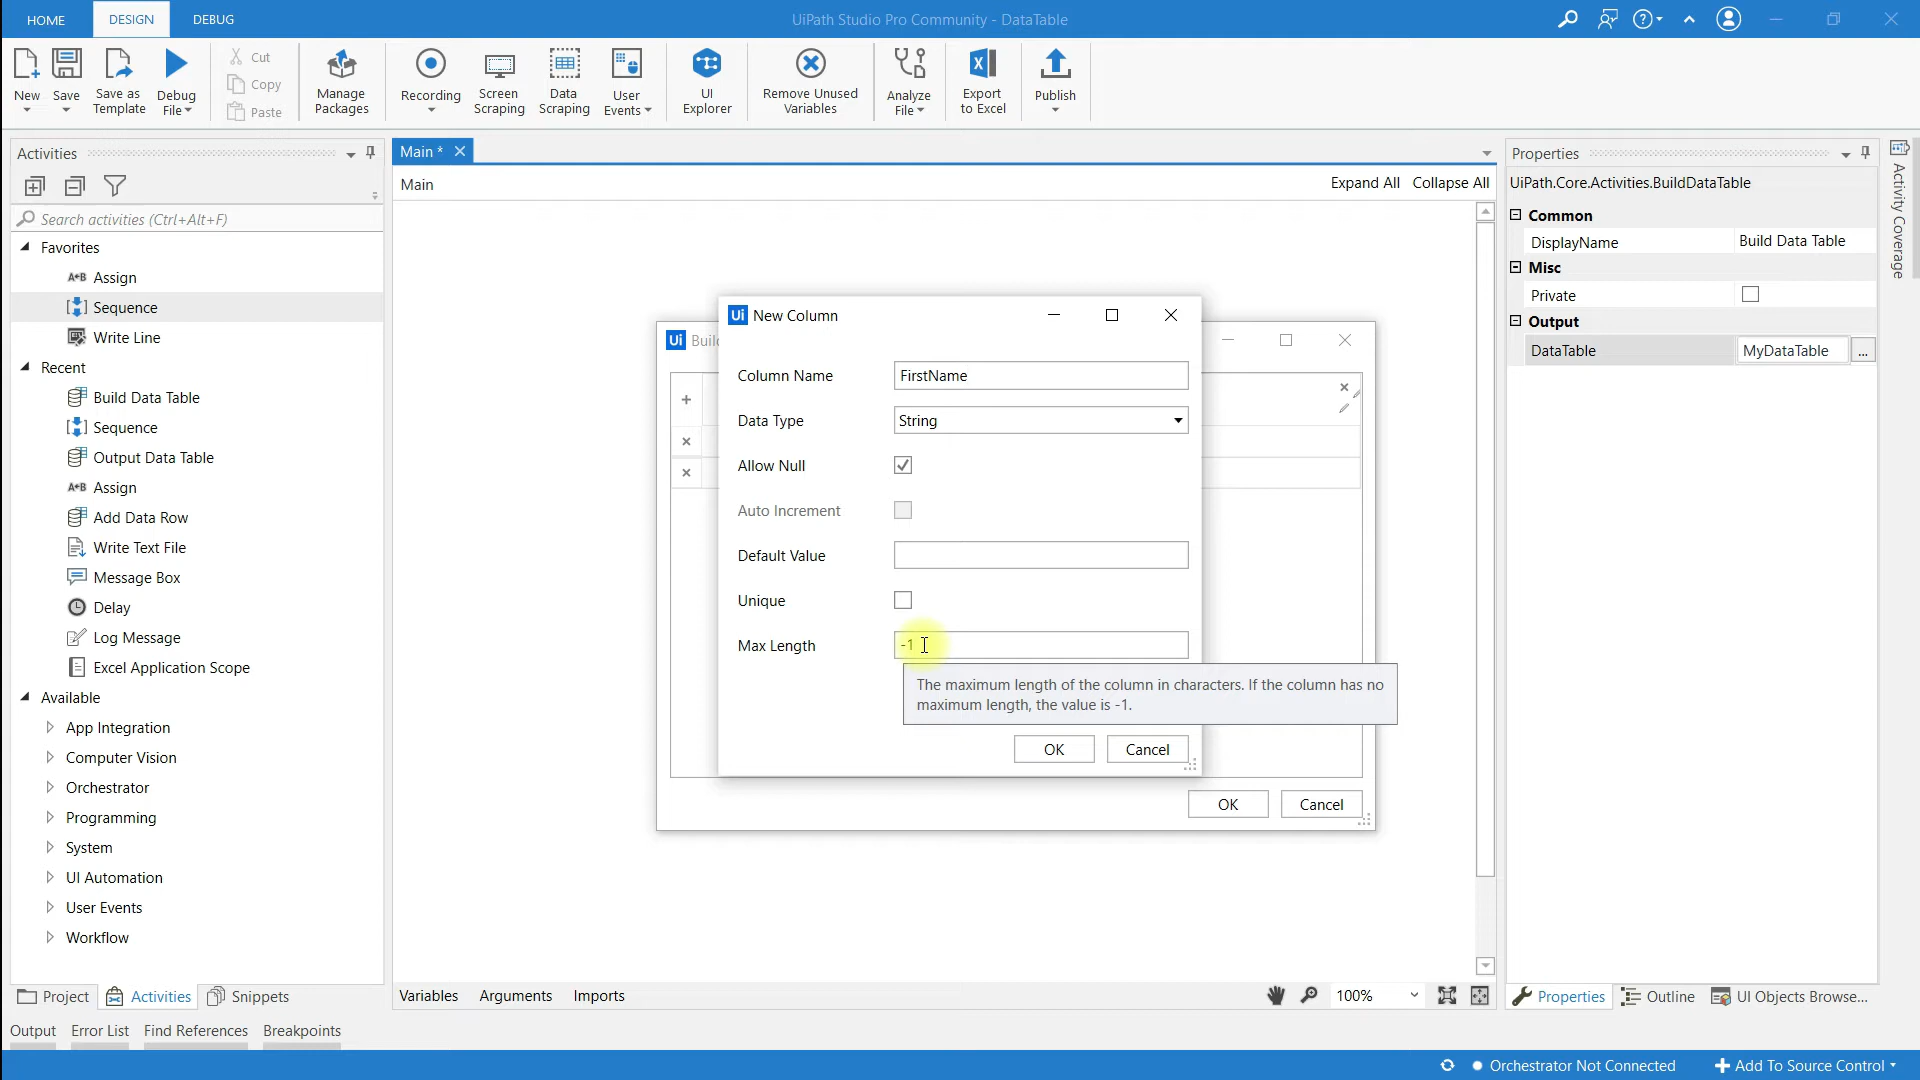 HOME
DESIGN
DEBUG
UiPath Studio Pro Community - DataTable
New
Save
Save as
Template
Debug
File
Cut
Copy
Paste
Manage
Packages
Recording
Screen
Scraping
Data
Scraping
User
Events
UI
Explorer
Remove Unused
Variables
Analyze
File
Export
to Excel
Publish
Activities
Search activities (Ctrl+Alt+F)
Favorites
Assign
Sequence
Write Line
Recent
Build Data Table
Sequence
Output Data Table
Assign
Add Data Row
Write Text File
Message Box
Delay
Log Message
Excel Application Scope
Available
App Integration
Computer Vision
Orchestrator
Programming
System
UI Automation
User Events
Workflow
Project
Activities
Snippets
Main *
Main
Expand All
Collapse All
Ui Buil
Ui New Column
Column Name
FirstName
Data Type
String
Allow Null
Auto Increment
Default Value
Unique
Max Length
-1
The maximum length of the column in characters. If the column has no
maximum length, the value is -1.
OK
Cancel
OK
Cancel
Variables
Arguments
Imports
100%
Properties
UiPath.Core.Activities.BuildDataTable
Common
DisplayName
Build Data Table
Misc
Private
Output
DataTable
MyDataTable
...
Activity Coverage
Properties
Outline
UI Objects Browse...
Output
Error List
Find References
Breakpoints
Orchestrator Not Connected
Add To Source Control